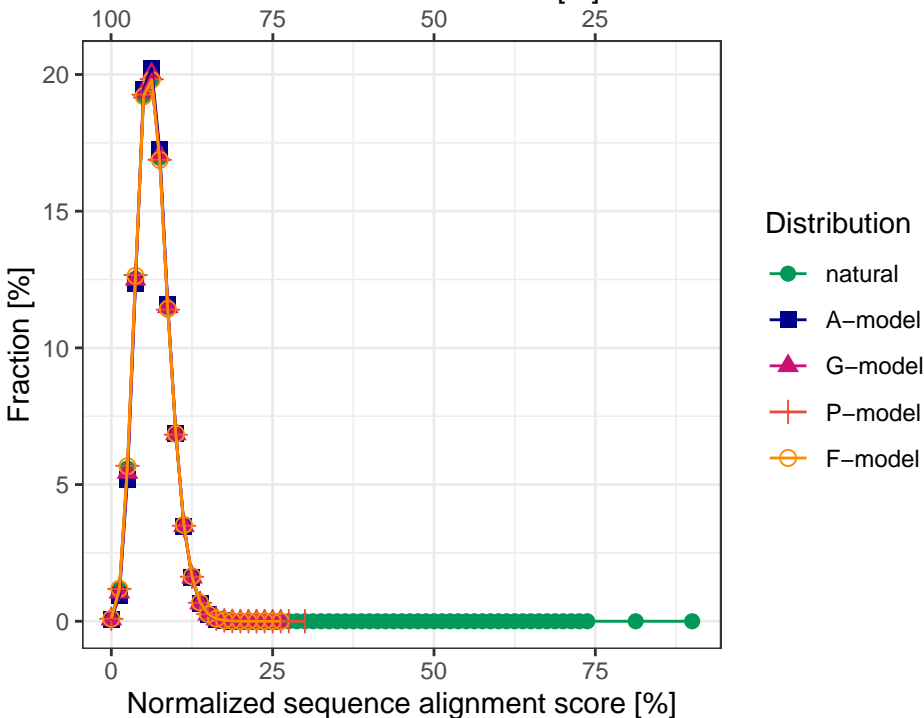 100 75 50 25
20
15
10
5
0
Fraction [%]
0 25 50 75
Normalized sequence alignment score [%]
Distribution
natural
A−model
G−model
P−model
F−model